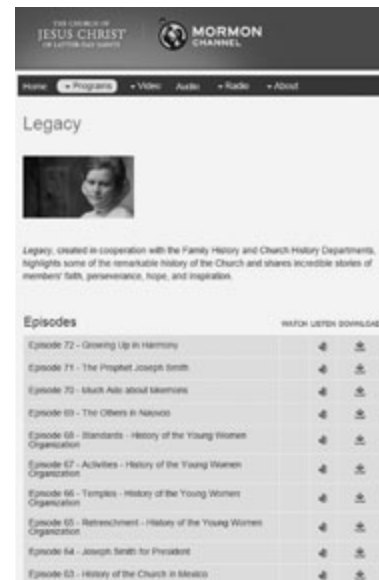 THE CHURCH OF
JESUS CHRIST
OF LATTER-DAY SAINTS
MORMON
CHANNEL
Home Programs Video Audio Radio About
Legacy
Legacy, created in cooperation with the Family History and Church History Departments,
highlights some of the remarkable history of the Church and shares incredible stories of
members' faith, perseverance, hope, and inspiration.
Episodes WATCH LISTEN DOWNLOAD
Episode 72 - Growing Up in Harmony
Episode 71 - The Prophet Joseph Smith
Episode 70 - Much Ado about Mormons
Episode 69 - The Others in Nauvoo
Episode 68 - Standards - History of the Young Women
Organization
Episode 67 - Activities - History of the Young Women
Organization
Episode 66 - Temples - History of the Young Women
Organization
Episode 65 - Retrenchment - History of the Young Women
Organization
Episode 64 - Joseph Smith for President
Episode 63 - History of the Church in Mexico